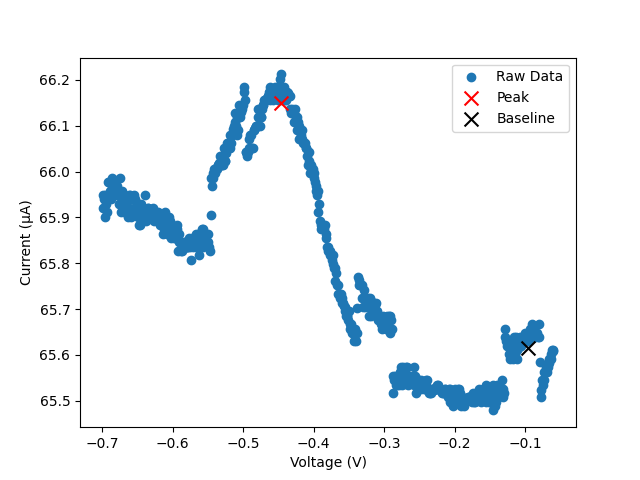 Raw Data
Peak
Baseline
66.2
66.1
66.0
65.9
65.8
65.7
65.6
65.5
Current (μA)
−0.7 −0.6 −0.5 −0.4 −0.3 −0.2 −0.1
Voltage (V)